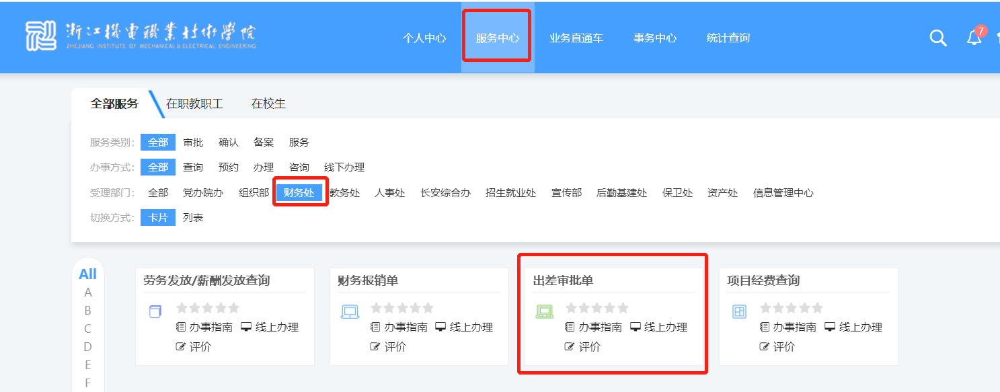 浙江機電職業技術學院
ZHEJIANG INSTITUTE OF MECHANICAL & ELECTRICAL ENGINEERING
个人中心 服务中心 业务直通车 事务中心 统计查询 7
全部服务 在职教职工 在校生
服务类别: 全部 审批 确认 备案 服务
办事方式: 全部 查询 预约 办理 咨询 线下办理
受理部门: 全部 党办院办 组织部 财务处 教务处 人事处 长安综合办 招生就业处 宣传部 后勤基建处 保卫处 资产处 信息管理中心
切换方式: 卡片 列表
All
A
B
C
D
E
F
劳务发放/薪酬发放查询
办事指南 线上办理
评价
财务报销单
办事指南 线上办理
评价
出差审批单
办事指南 线上办理
评价
项目经费查询
办事指南 线上办理
评价